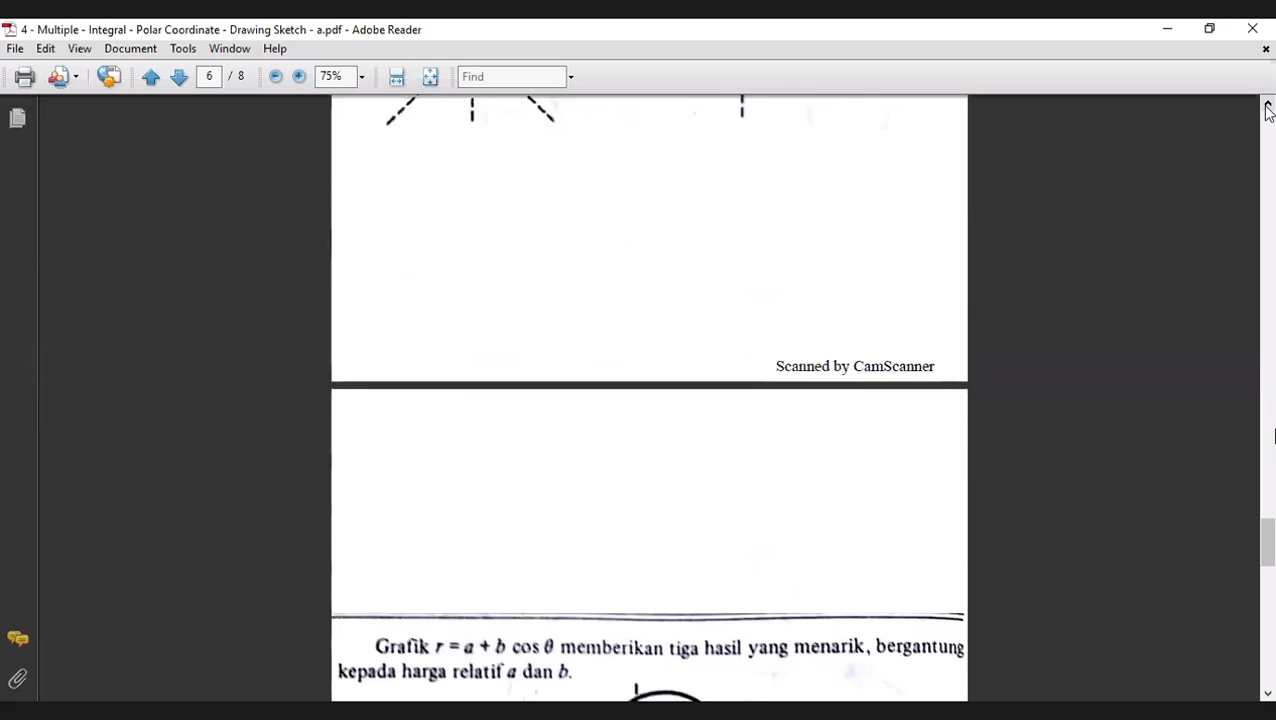 4 - Multiple - Integral - Polar Coordinate - Drawing Sketch - a.pdf - Adobe Reader
File Edit View Document Tools Window Help
6 / 8 75% Find
Scanned by CamScanner
Grafik r = a + b cos θ memberikan tiga hasil yang menarik, bergantung
kepada harga relatif a dan b.